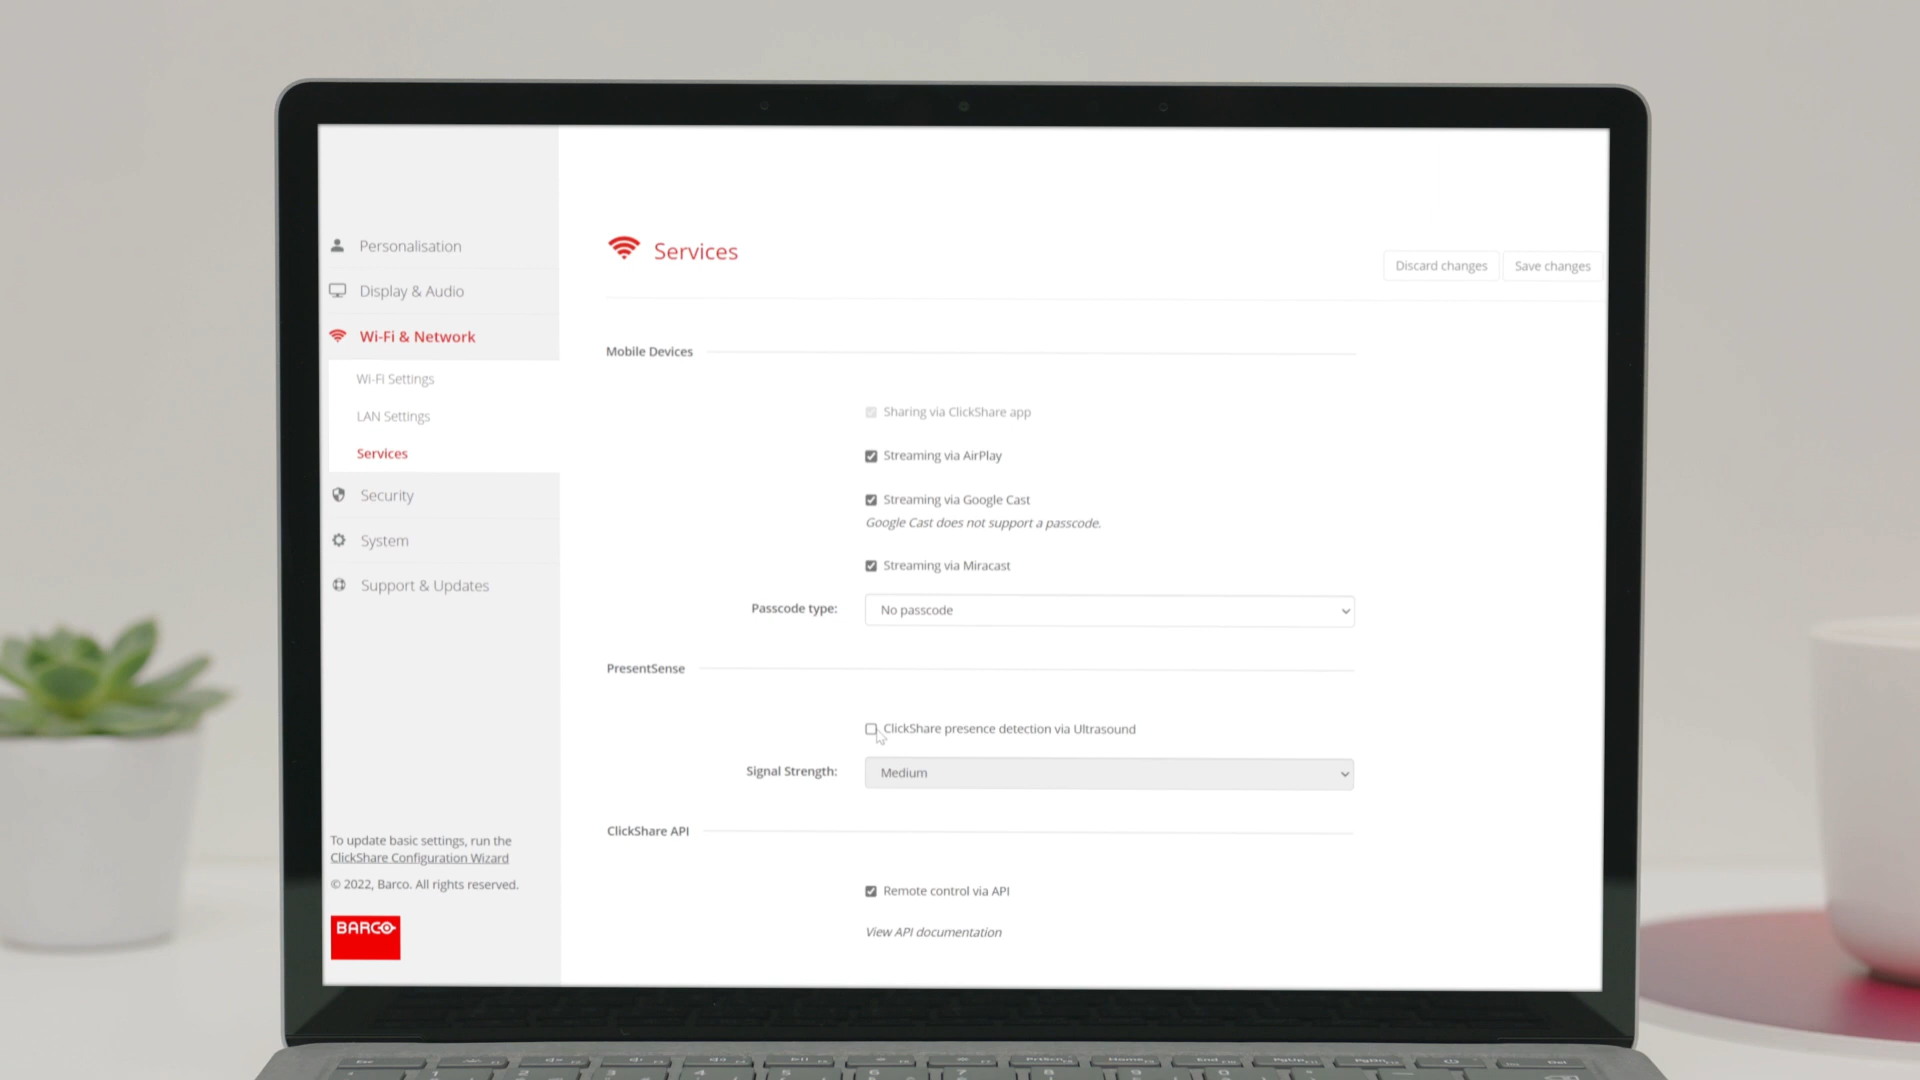 Personalisation
Display & Audio
Wi-Fi & Network
Wi-Fi Settings
LAN Settings
Services
Security
System
Support & Updates
To update basic settings, run the
ClickShare Configuration Wizard
© 2022, Barco. All rights reserved.
BARCO
Services
Discard changes
Save changes
Mobile Devices
Sharing via ClickShare app
Streaming via AirPlay
Streaming via Google Cast
Google Cast does not support a passcode.
Streaming via Miracast
Passcode type:
No passcode
PresentSense
ClickShare presence detection via Ultrasound
Signal Strength:
Medium
ClickShare API
Remote control via API
View API documentation